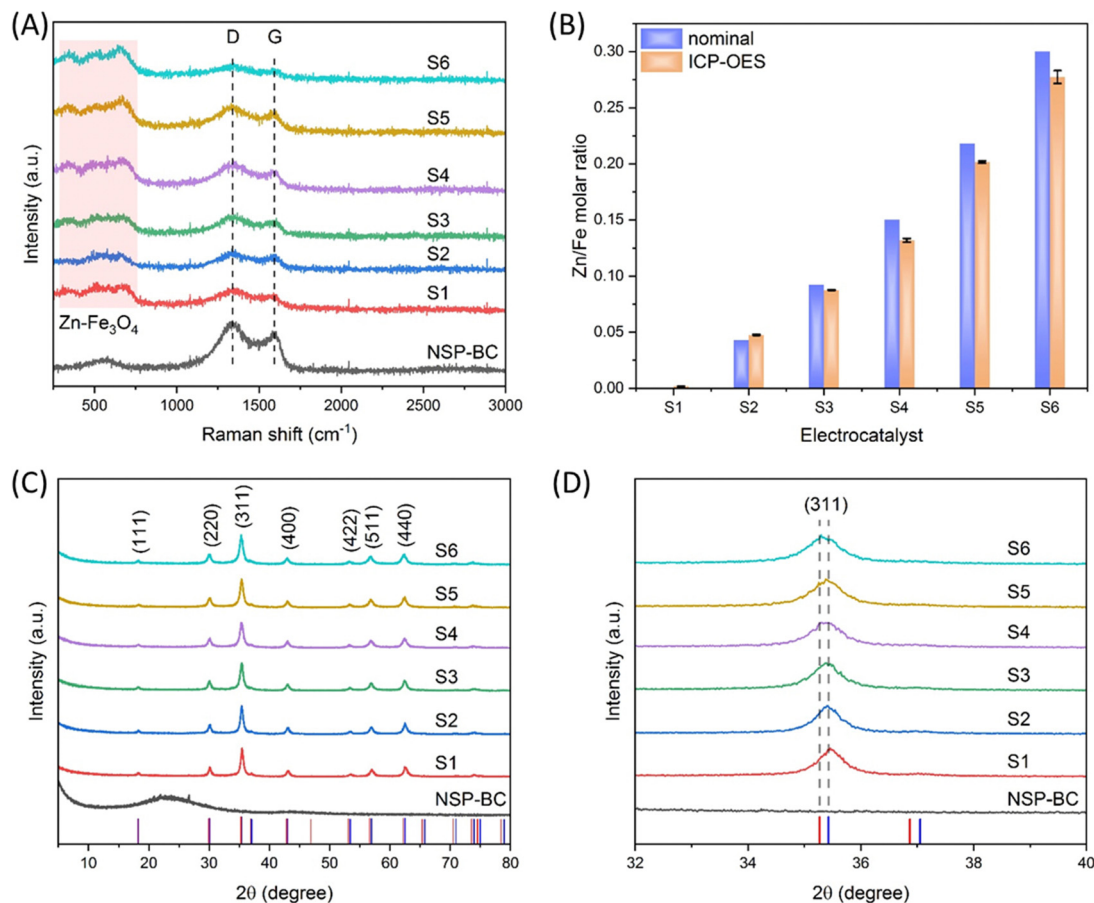 (A)
D
G
S6
S5
S4
S3
S2
S1
Zn-Fe₃O₄
NSP-BC
Intensity (a.u.)
500 1000 1500 2000 2500 3000
Raman shift (cm⁻¹)
(B)
nominal
ICP-OES
Zn/Fe molar ratio
0.30
0.25
0.20
0.15
0.10
0.05
0.00
S1 S2 S3 S4 S5 S6
Electrocatalyst
(C)
(111) (220) (311) (400) (422) (511) (440)
S6
S5
S4
S3
S2
S1
NSP-BC
Intensity (a.u.)
10 20 30 40 50 60 70 80
2θ (degree)
(D)
(311)
S6
S5
S4
S3
S2
S1
NSP-BC
Intensity (a.u.)
32 34 36 38 40
2θ (degree)